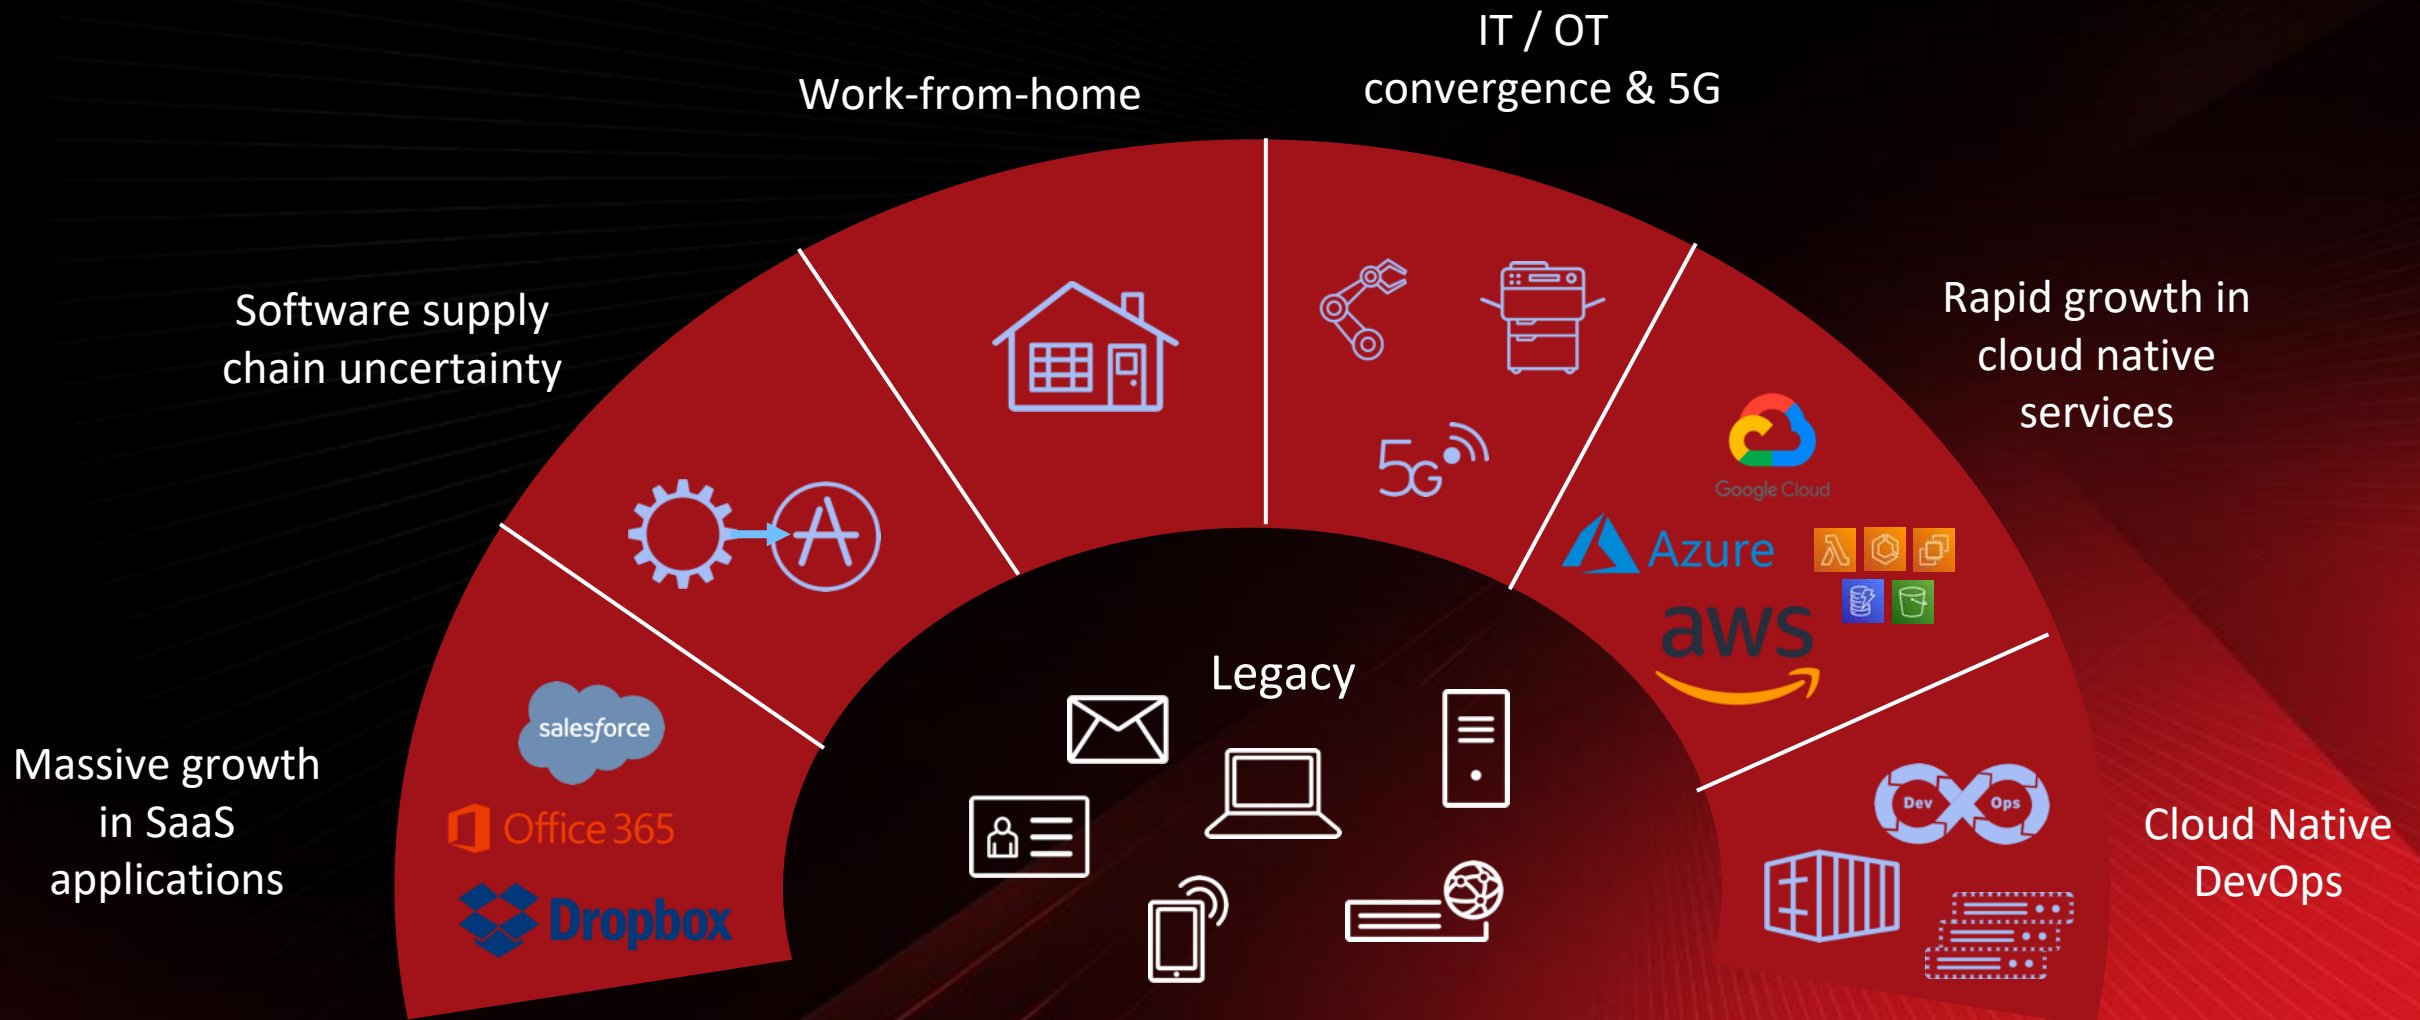 IT / OT
convergence & 5G
Work-from-home
Software supply
chain uncertainty
Rapid growth in
cloud native
services
5G
Google Cloud
Azure
aws
Legacy
salesforce
Office 365
Dropbox
Massive growth
in SaaS
applications
Dev Ops
Cloud Native
DevOps